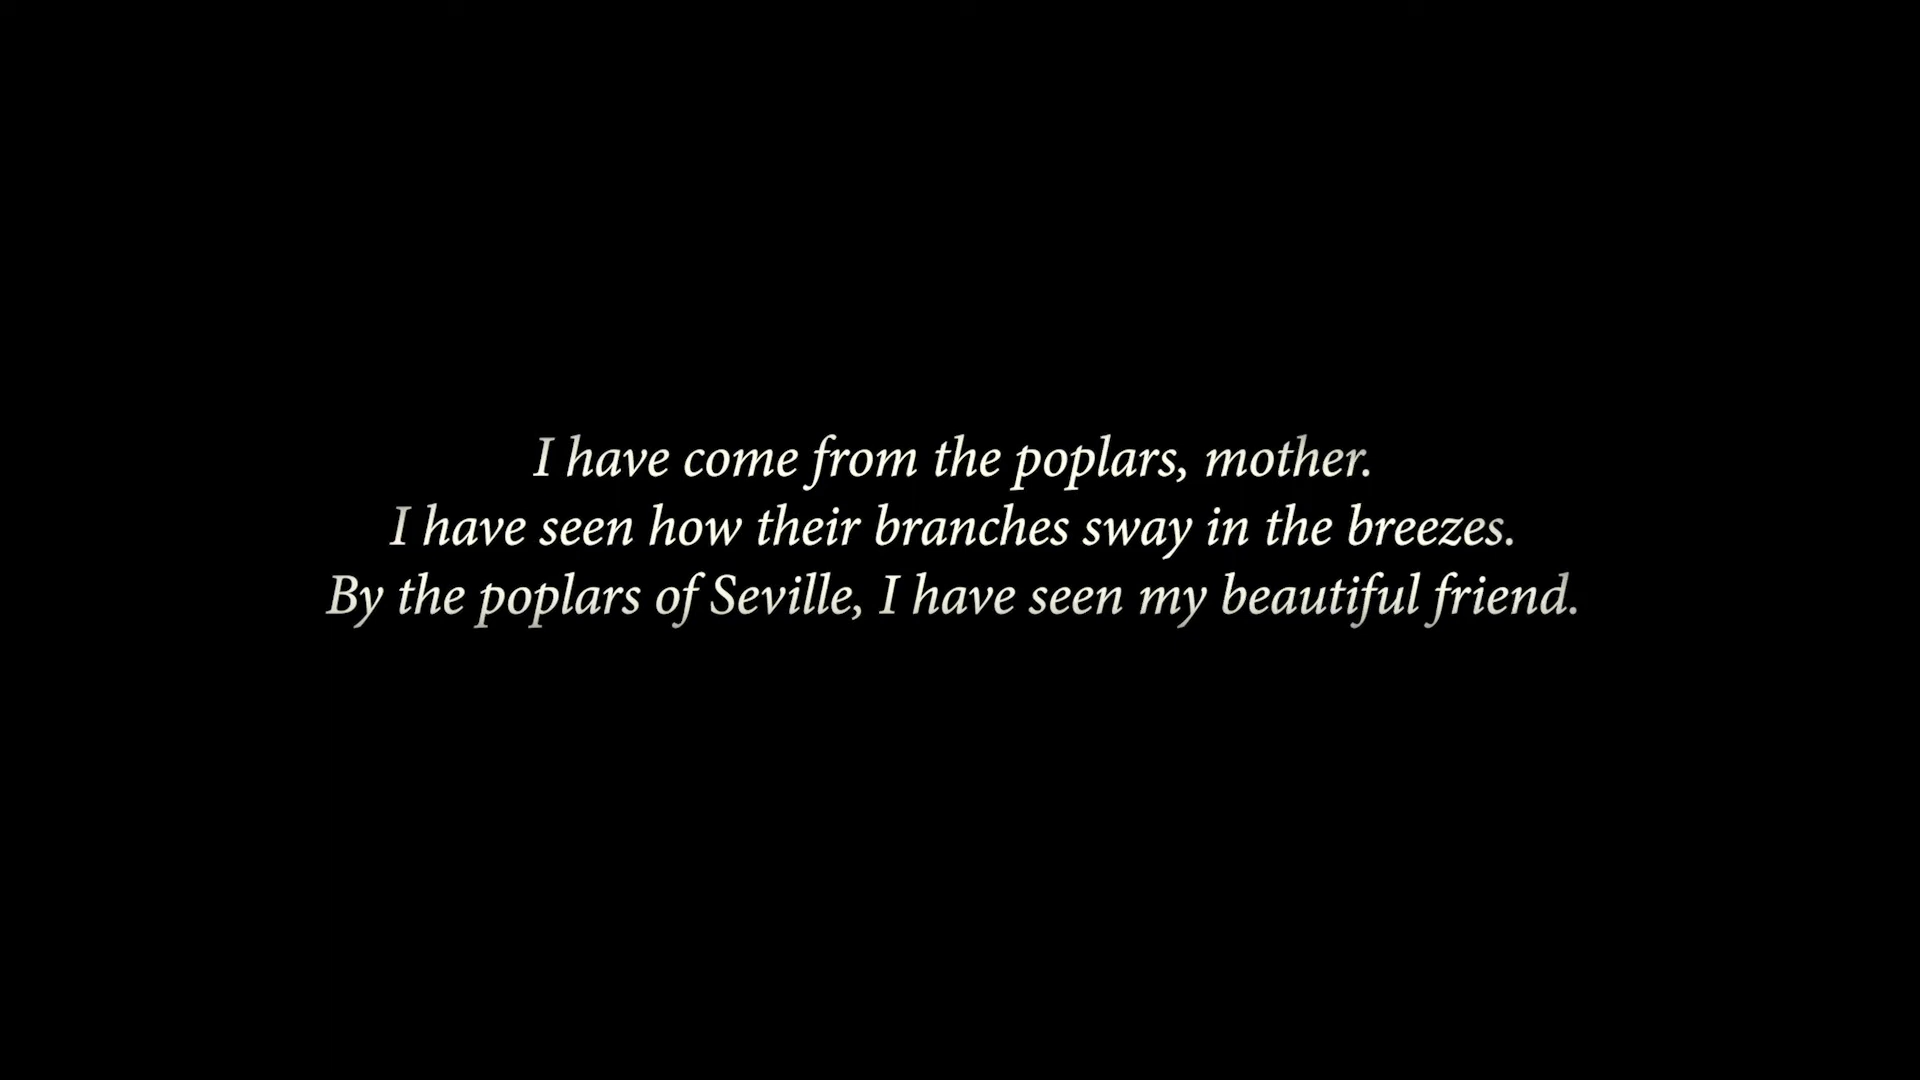 I have come from the poplars, mother.
I have seen how their branches sway in the breezes.
By the poplars of Seville, I have seen my beautiful friend.